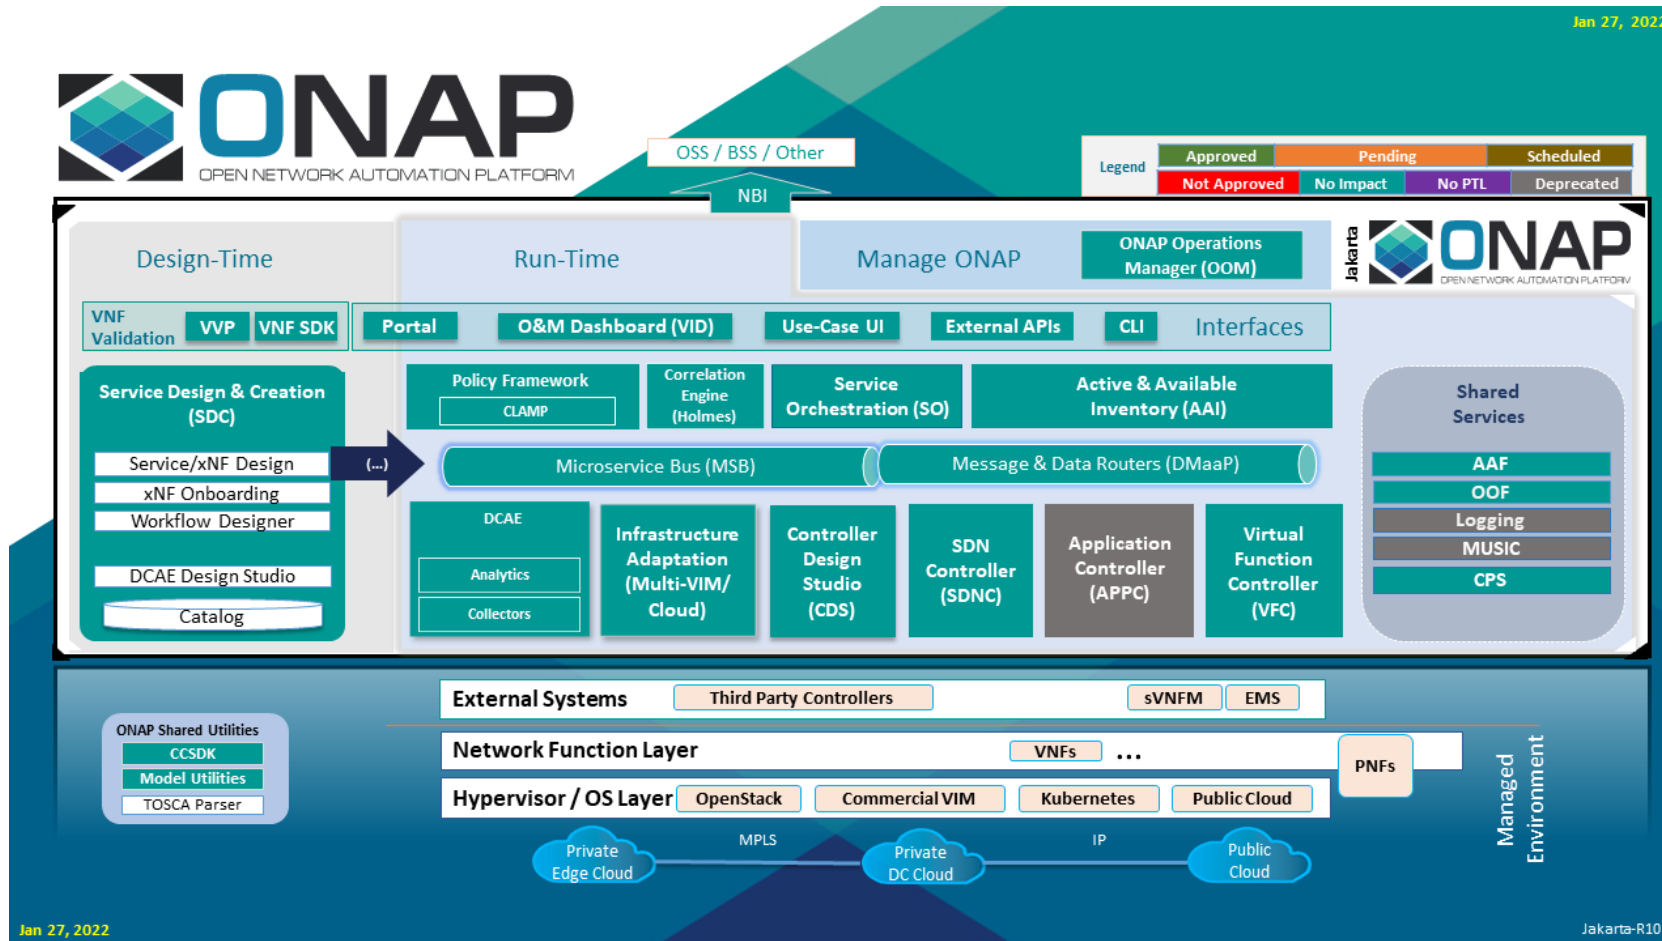 Jan 27, 2022
ONAP
OPEN NETWORK AUTOMATION PLATFORM
OSS / BSS / Other
NBI
Legend
Approved
Pending
Scheduled
Not Approved
No Impact
No PTL
Deprecated
Design-Time
Run-Time
Manage ONAP
ONAP Operations
Manager (OOM)
Jakarta
ONAP
OPEN NETWORK AUTOMATION PLATFORM
VNF
Validation
VVP
VNF SDK
Portal
O&M Dashboard (VID)
Use-Case UI
External APIs
CLI
Interfaces
Service Design & Creation
(SDC)
Service/xNF Design
xNF Onboarding
Workflow Designer
DCAE Design Studio
Catalog
(...)
Policy Framework
CLAMP
Correlation
Engine
(Holmes)
Service
Orchestration (SO)
Active & Available
Inventory (AAI)
Microservice Bus (MSB)
Message & Data Routers (DMaaP)
DCAE
Analytics
Collectors
Infrastructure
Adaptation
(Multi-VIM/
Cloud)
Controller
Design
Studio
(CDS)
SDN
Controller
(SDNC)
Application
Controller
(APPC)
Virtual
Function
Controller
(VFC)
Shared
Services
AAF
OOF
Logging
MUSIC
CPS
ONAP Shared Utilities
CCSDK
Model Utilities
TOSCA Parser
External Systems
Third Party Controllers
sVNFM
EMS
Network Function Layer
VNFs
...
PNFs
Hypervisor / OS Layer
OpenStack
Commercial VIM
Kubernetes
Public Cloud
Managed
Environment
Private
Edge Cloud
MPLS
Private
DC Cloud
IP
Public
Cloud
Jan 27, 2022
Jakarta-R10